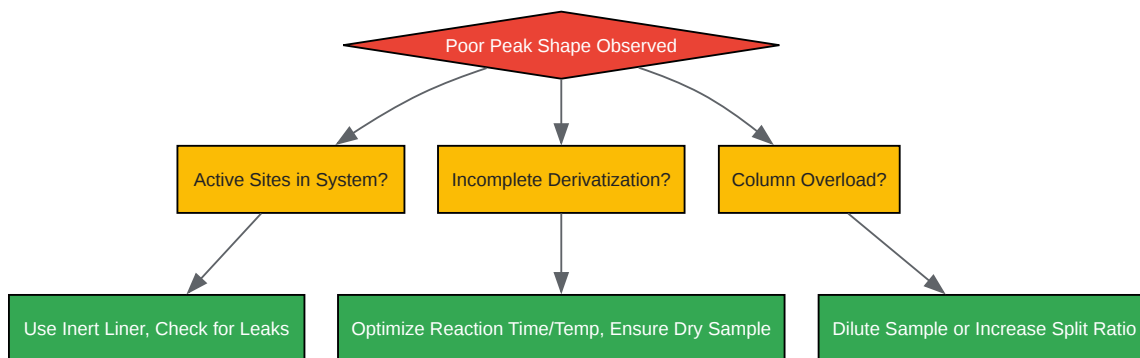 Poor Peak Shape Observed
Active Sites in System?
Incomplete Derivatization?
Column Overload?
Use Inert Liner, Check for Leaks
Optimize Reaction Time/Temp, Ensure Dry Sample
Dilute Sample or Increase Split Ratio